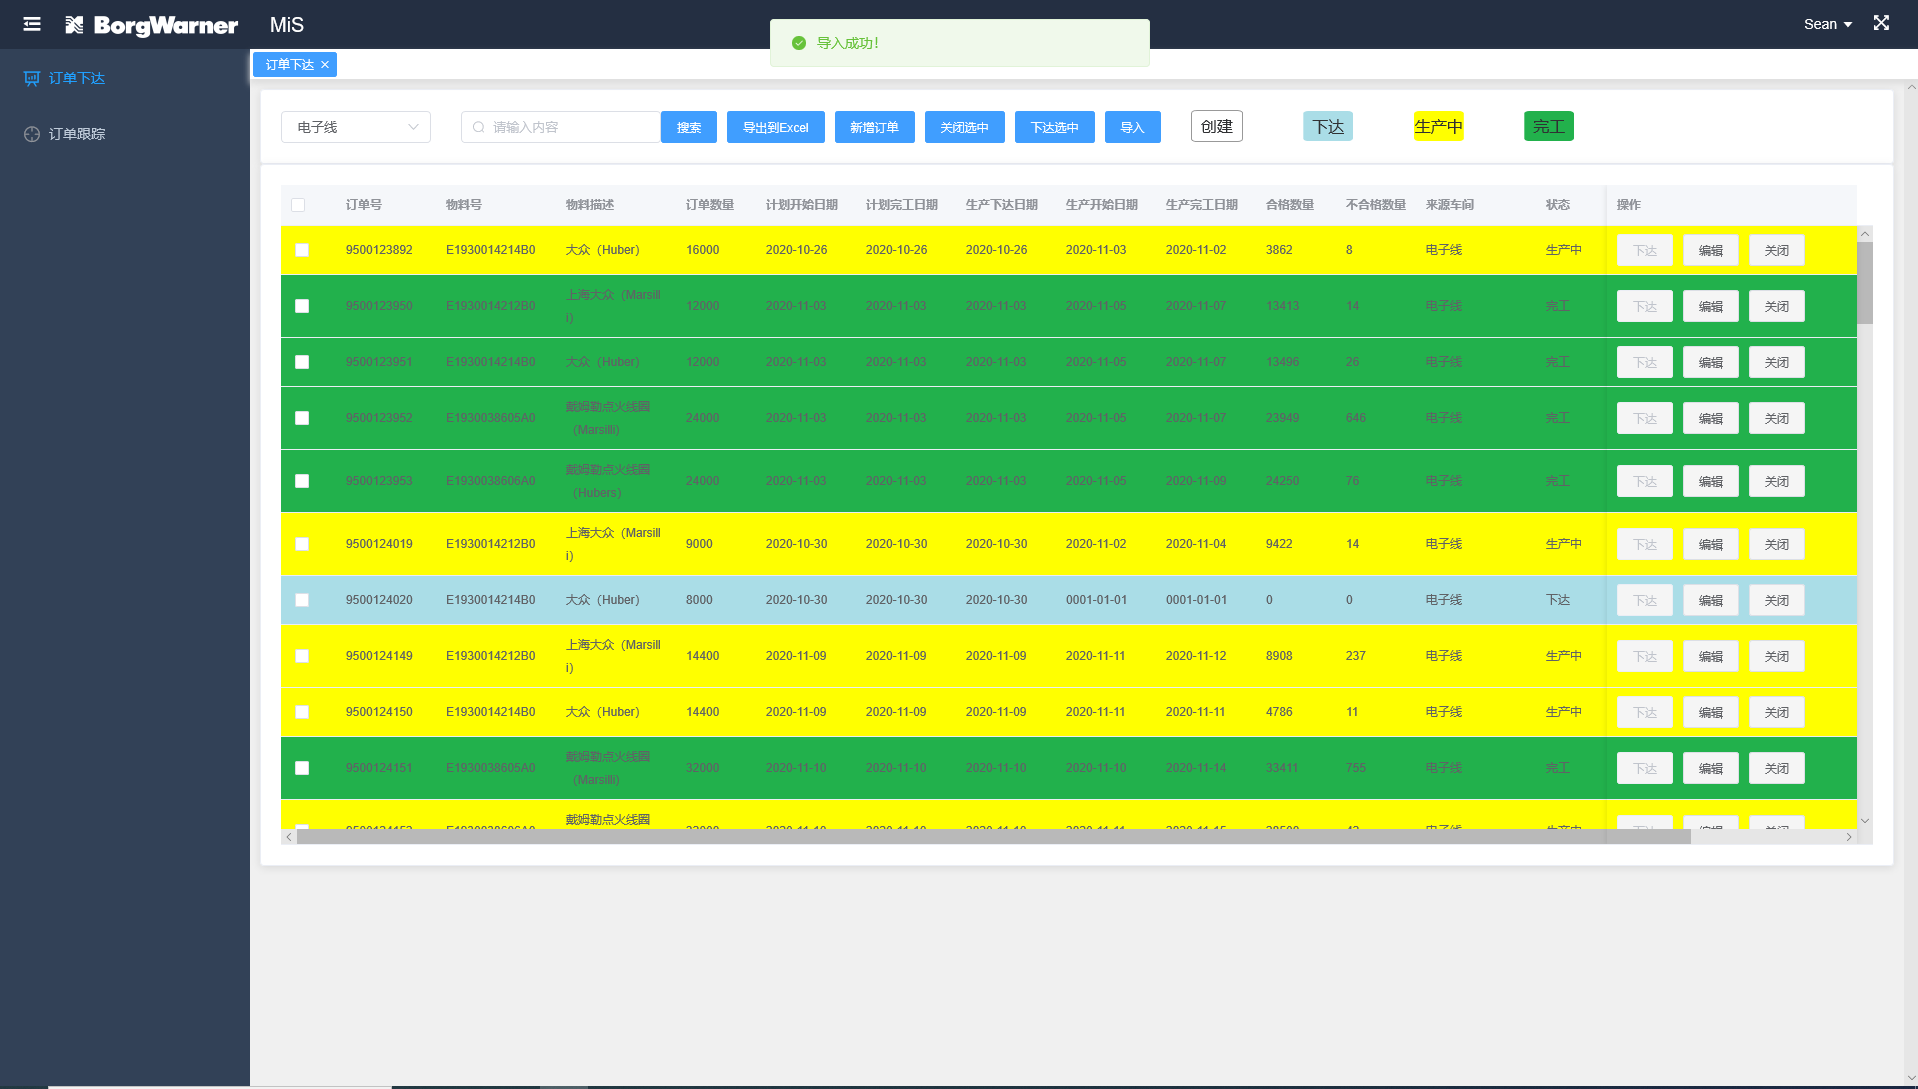 BorgWarner MiS
导入成功!
Sean
订单下达
订单跟踪
订单下达
电子线 请输入内容 搜索 导出到Excel 新增订单 关闭选中 下达选中 导入 创建 下达 生产中 完工
订单号 物料号 物料描述 订单数量 计划开始日期 计划完工日期 生产下达日期 生产开始日期 生产完工日期 合格数量 不合格数量 来源车间 状态 操作
9500123892 E1930014214B0 大众（Huber） 16000 2020-10-26 2020-10-26 2020-10-26 2020-11-03 2020-11-02 3862 8 电子线 生产中 下达 编辑 关闭
9500123950 E1930014212B0 上海大众（Marsill
i） 12000 2020-11-03 2020-11-03 2020-11-03 2020-11-05 2020-11-07 13413 14 电子线 完工 下达 编辑 关闭
9500123951 E1930014214B0 大众（Huber） 12000 2020-11-03 2020-11-03 2020-11-03 2020-11-05 2020-11-07 13496 26 电子线 完工 下达 编辑 关闭
9500123952 E1930038605A0 戴姆勒点火线圈
（Marsilli） 24000 2020-11-03 2020-11-03 2020-11-03 2020-11-05 2020-11-07 23949 646 电子线 完工 下达 编辑 关闭
9500123953 E1930038606A0 戴姆勒点火线圈
（Hubers） 24000 2020-11-03 2020-11-03 2020-11-03 2020-11-05 2020-11-09 24250 76 电子线 完工 下达 编辑 关闭
9500124019 E1930014212B0 上海大众（Marsill
i） 9000 2020-10-30 2020-10-30 2020-10-30 2020-11-02 2020-11-04 9422 14 电子线 生产中 下达 编辑 关闭
9500124020 E1930014214B0 大众（Huber） 8000 2020-10-30 2020-10-30 2020-10-30 0001-01-01 0001-01-01 0 0 电子线 下达 下达 编辑 关闭
9500124149 E1930014212B0 上海大众（Marsill
i） 14400 2020-11-09 2020-11-09 2020-11-09 2020-11-11 2020-11-12 8908 237 电子线 生产中 下达 编辑 关闭
9500124150 E1930014214B0 大众（Huber） 14400 2020-11-09 2020-11-09 2020-11-09 2020-11-11 2020-11-11 4786 11 电子线 生产中 下达 编辑 关闭
9500124151 E1930038605A0 戴姆勒点火线圈
（Marsilli） 32000 2020-11-10 2020-11-10 2020-11-10 2020-11-10 2020-11-14 33411 755 电子线 完工 下达 编辑 关闭
戴姆勒点火线圈